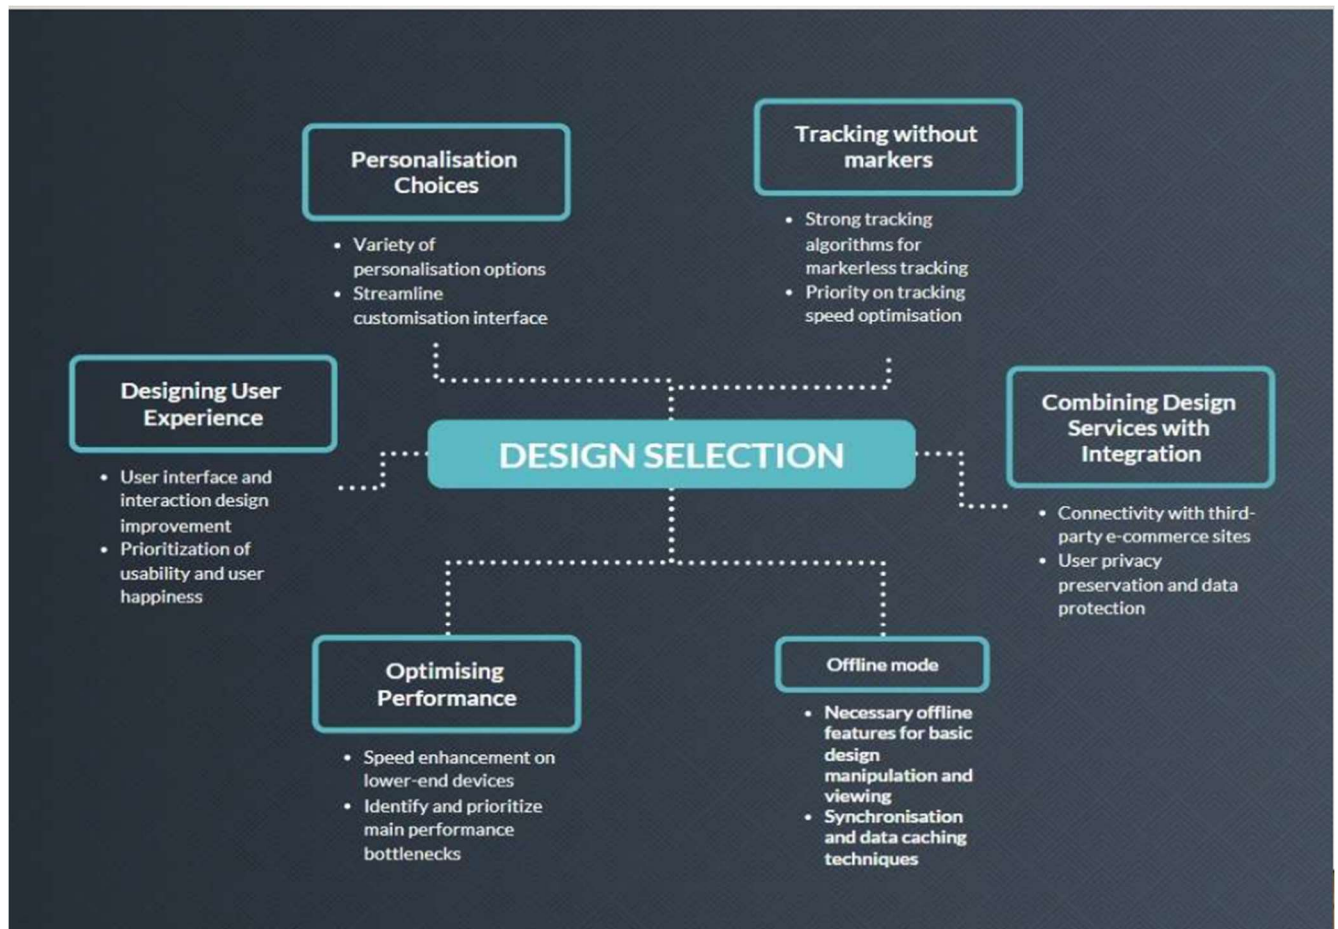 Personalisation
Choices
• Variety of
personalisation options
• Streamline
customisation interface
Tracking without
markers
• Strong tracking
algorithms for
markerless tracking
• Priority on tracking
speed optimisation
Designing User
Experience
• User interface and
interaction design
improvement
• Prioritization of
usability and user
happiness
DESIGN SELECTION
Combining Design
Services with
Integration
• Connectivity with third-
party e-commerce sites
• User privacy
preservation and data
protection
Optimising
Performance
• Speed enhancement on
lower-end devices
• Identify and prioritize
main performance
bottlenecks
Offline mode
• Necessary offline
features for basic
design
manipulation and
viewing
• Synchronisation
and data caching
techniques